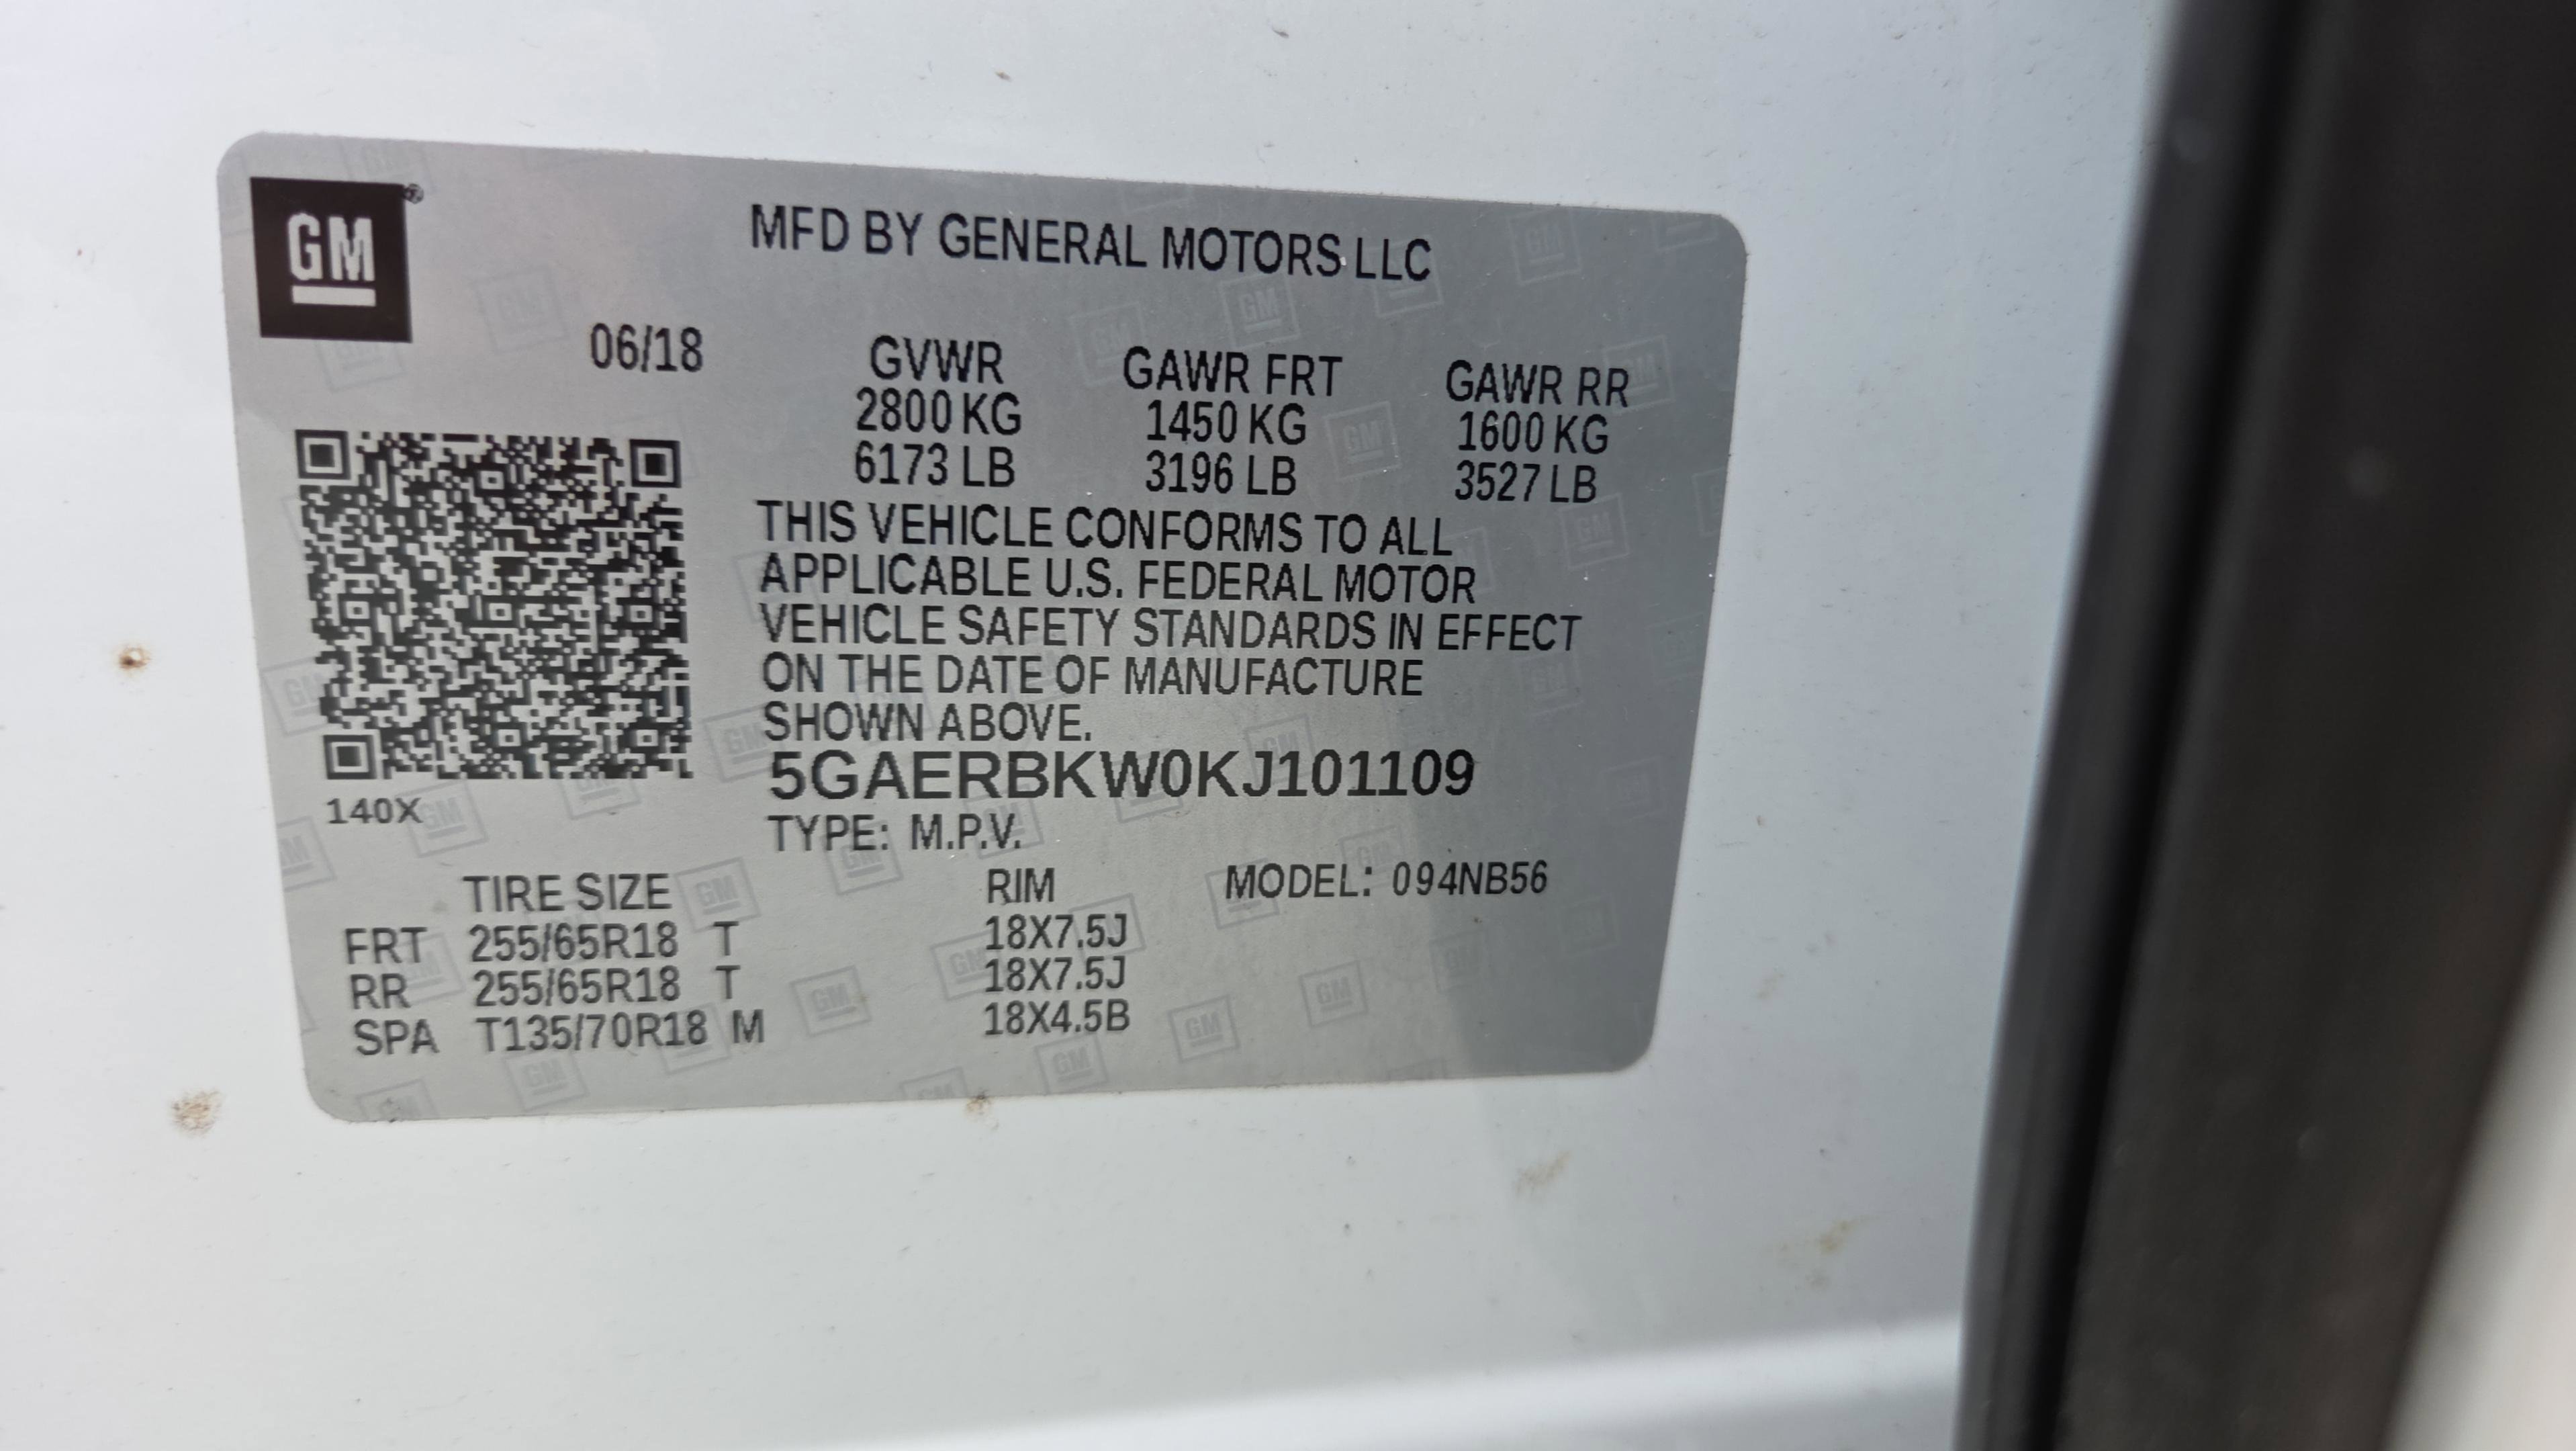 GM
MFD BY GENERAL MOTORS LLC
06/18 GVWR GAWR FRT GAWR RR
2800 KG 1450 KG 1600 KG
6173 LB 3196 LB 3527 LB
THIS VEHICLE CONFORMS TO ALL
APPLICABLE U.S. FEDERAL MOTOR
VEHICLE SAFETY STANDARDS IN EFFECT
ON THE DATE OF MANUFACTURE
SHOWN ABOVE.
5GAERBKW0KJ101109
140X
TYPE: M.P.V.
TIRE SIZE RIM MODEL: 094NB56
FRT 255/65R18 T 18X7.5J
RR 255/65R18 T 18X7.5J
SPA T135/70R18 M 18X4.5B